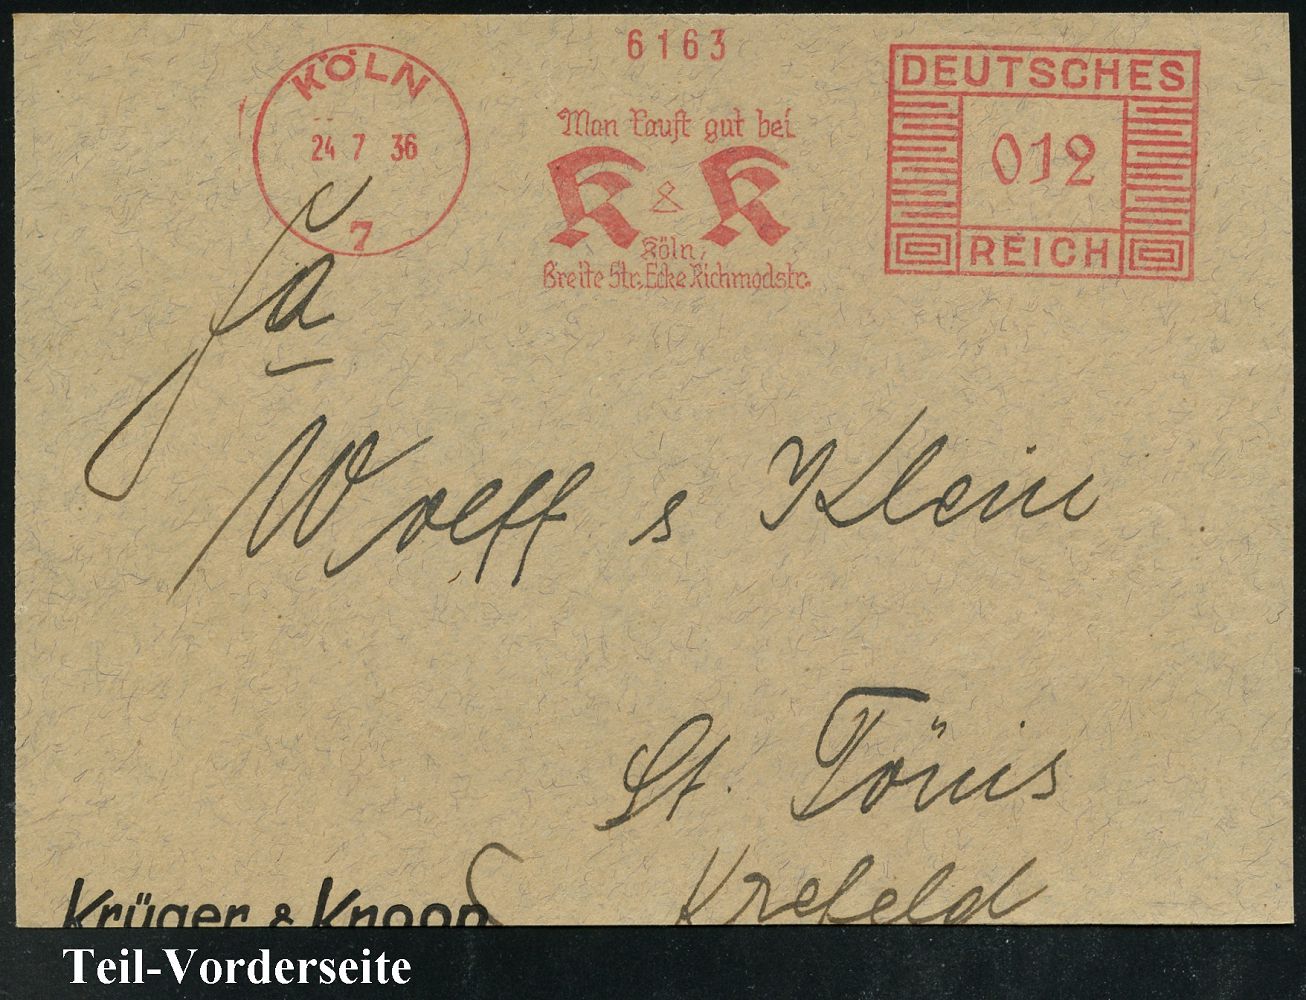 6163
KÖLN
24 7 36
7
Man kauft gut bei
K & K
Köln,
Breite Str. Ecke Richmodstr.
DEUTSCHES
012
REICH
Fa
Wolff & Klein
St. Tönis
Krefeld
Krüger & Knoop
Teil-Vorderseite